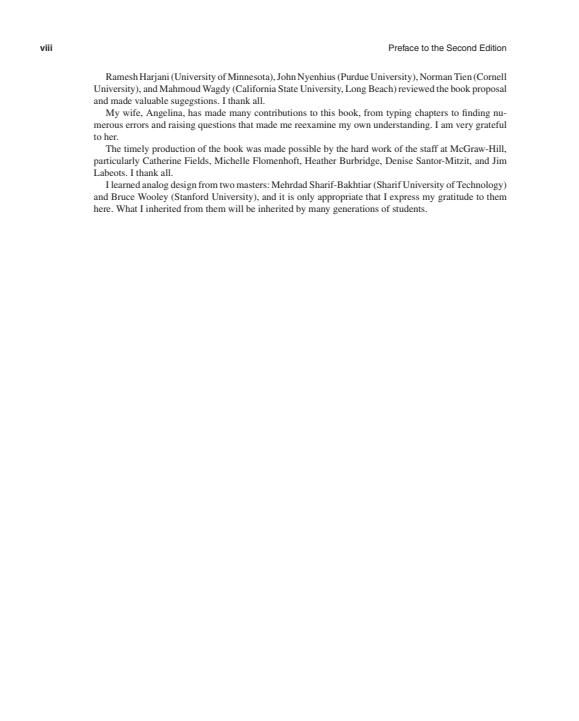 viii
Preface to the Second Edition
Ramesh Harjani (University of Minnesota), John Nyenhius (Purdue University), Norman Tien (Cornell
University), and Mahmoud Wagdy (California State University, Long Beach) reviewed the book proposal
and made valuable sugegstions. I thank all.
My wife, Angelina, has made many contributions to this book, from typing chapters to finding nu-
merous errors and raising questions that made me reexamine my own understanding. I am very grateful
to her.
The timely production of the book was made possible by the hard work of the staff at McGraw-Hill,
particularly Catherine Fields, Michelle Flomenhoft, Heather Burbridge, Denise Santor-Mitzit, and Jim
Labeots. I thank all.
I learned analog design from two masters: Mehrdad Sharif-Bakhtiar (Sharif University of Technology)
and Bruce Wooley (Stanford University), and it is only appropriate that I express my gratitude to them
here. What I inherited from them will be inherited by many generations of students.